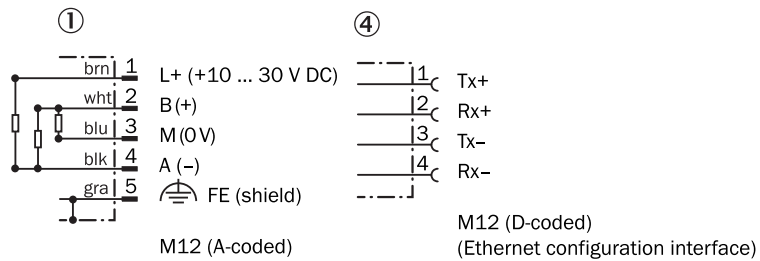 ① ④
brn 1 L+ (+10 ... 30 V DC)
wht 2 B (+)
blu 3 M (0 V)
blk 4 A (–)
gra 5 FE (shield)
M12 (A-coded)
1 Tx+
2 Rx+
3 Tx–
4 Rx–
M12 (D-coded)
(Ethernet configuration interface)